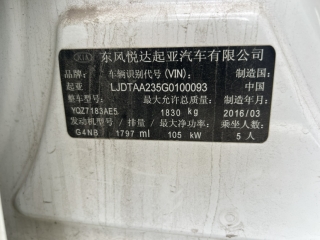 KIA 东风悦达起亚汽车有限公司
品牌: 车辆识别代号(VIN): 制造国:
起亚 LJDTAA235G0100093 中国
整车型号: 最大允许总质量: 制造年月:
YQZ7183AE5 1830 kg 2016/03
发动机型号 / 排量 / 最大净功率: 乘坐人数:
G4NB 1797 ml 105 kW 5 人